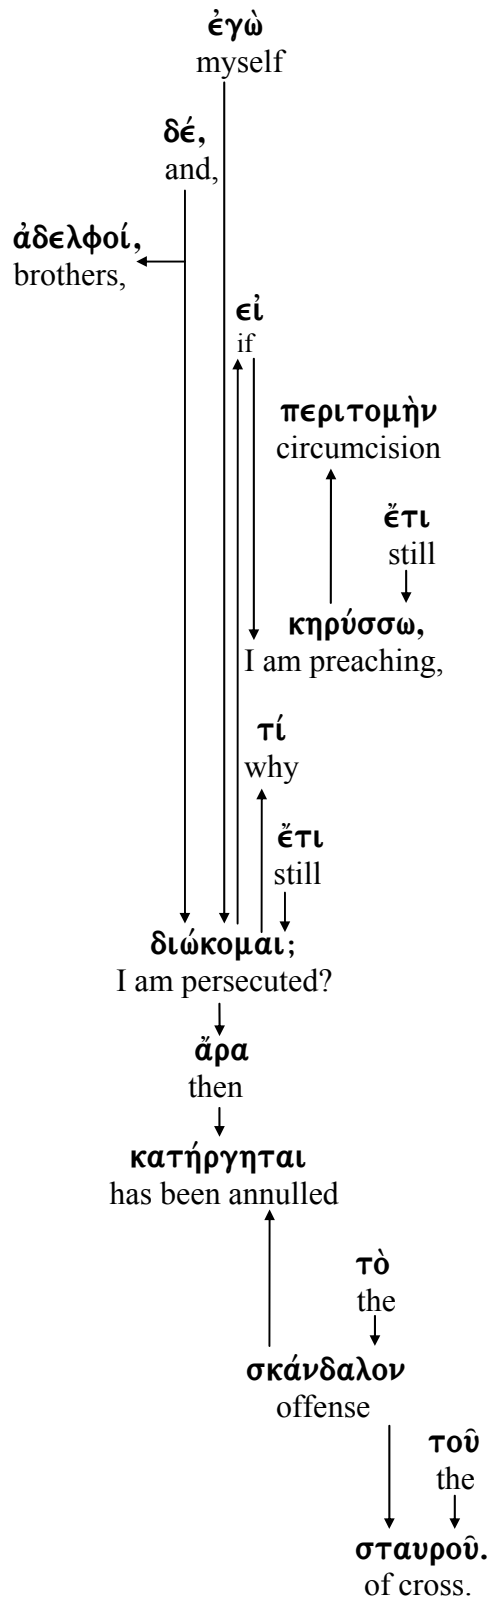 ἐγὼ
myself
δέ,
and,
ἀδελφοί,
brothers,
εἰ
if
περιτομὴν
circumcision
ἔτι
still
κηρύσσω,
I am preaching,
τί
why
ἔτι
still
διώκομαι;
I am persecuted?
ἄρα
then
κατήργηται
has been annulled
τὸ
the
σκάνδαλον
offense
τοῦ
the
σταυροῦ.
of cross.